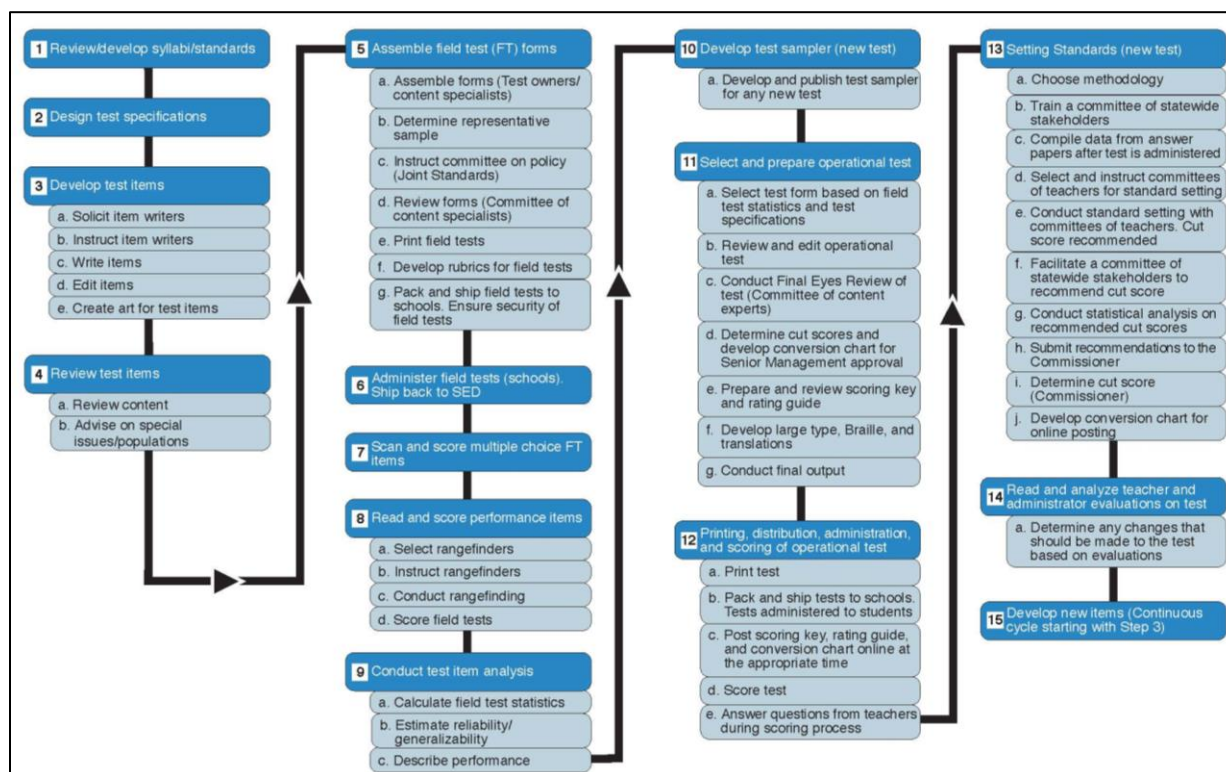 1 Review/develop syllabi/standards
2 Design test specifications
3 Develop test items
a. Solicit item writers
b. Instruct item writers
c. Write items
d. Edit items
e. Create art for test items
4 Review test items
a. Review content
b. Advise on special
issues/populations
5 Assemble field test (FT) forms
a. Assemble forms (Test owners/
content specialists)
b. Determine representative
sample
c. Instruct committee on policy
(Joint Standards)
d. Review forms (Committee of
content specialists)
e. Print field tests
f. Develop rubrics for field tests
g. Pack and ship field tests to
schools. Ensure security of
field tests
6 Administer field tests (schools).
Ship back to SED
7 Scan and score multiple choice FT
items
8 Read and score performance items
a. Select rangefinders
b. Instruct rangefinders
c. Conduct rangefinding
d. Score field tests
9 Conduct test item analysis
a. Calculate field test statistics
b. Estimate reliability/
generalizability
c. Describe performance
10 Develop test sampler (new test)
a. Develop and publish test sampler
for any new test
11 Select and prepare operational test
a. Select test form based on field
test statistics and test
specifications
b. Review and edit operational
test
c. Conduct Final Eyes Review of
test (Committee of content
experts)
d. Determine cut scores and
develop conversion chart for
Senior Management approval
e. Prepare and review scoring key
and rating guide
f. Develop large type, Braille, and
translations
g. Conduct final output
12 Printing, distribution, administration,
and scoring of operational test
a. Print test
b. Pack and ship tests to schools.
Tests administered to students
c. Post scoring key, rating guide,
and conversion chart online at
the appropriate time
d. Score test
e. Answer questions from teachers
during scoring process
13 Setting Standards (new test)
a. Choose methodology
b. Train a committee of statewide
stakeholders
c. Compile data from answer
papers after test is administered
d. Select and instruct committees
of teachers for standard setting
e. Conduct standard setting with
committees of teachers. Cut
score recommended
f. Facilitate a committee of
statewide stakeholders to
recommend cut score
g. Conduct statistical analysis on
recommended cut scores
h. Submit recommendations to the
Commissioner
i. Determine cut score
(Commissioner)
j. Develop conversion chart for
online posting
14 Read and analyze teacher and
administrator evaluations on test
a. Determine any changes that
should be made to the test
based on evaluations
15 Develop new items (Continuous
cycle starting with Step 3)